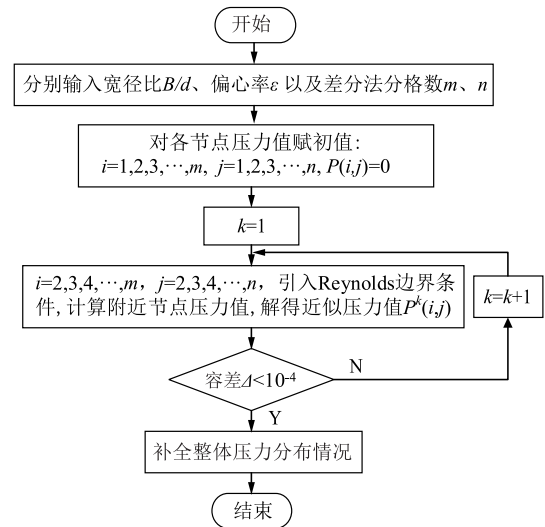 开始
分别输入宽径比B/d、偏心率ε 以及差分法分格数m、n
对各节点压力值赋初值:
i=1,2,3,⋯,m, j=1,2,3,⋯,n, P(i,j)=0
k=1
i=2,3,4,⋯,m，j=2,3,4,⋯,n，引入Reynolds边界条
件,计算附近节点压力值,解得近似压力值Pᵏ(i,j)
k=k+1
容差Δ<10⁻⁴
N
Y
补全整体压力分布情况
结束